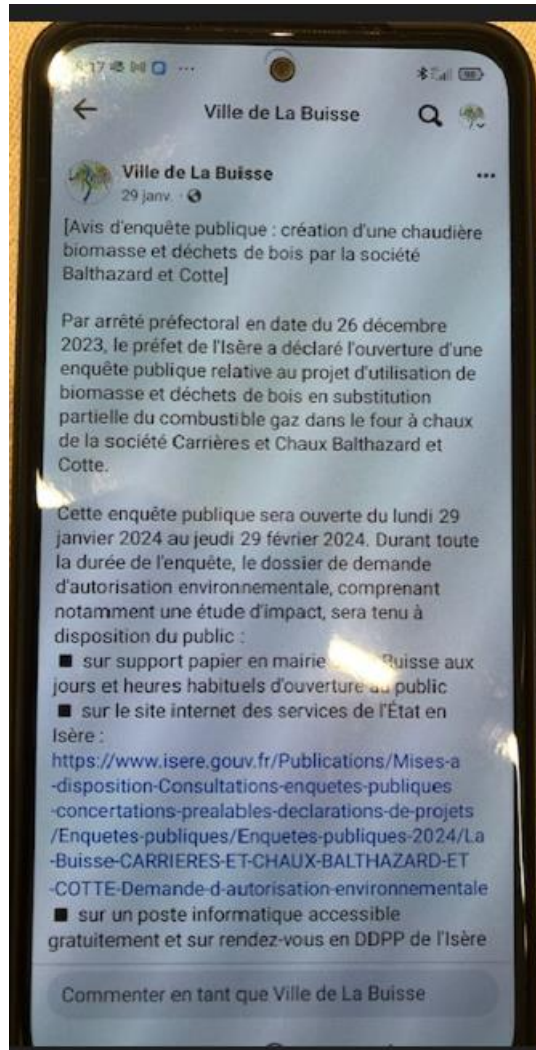 17
98
Ville de La Buisse
Ville de La Buisse
29 janv.
[Avis d'enquête publique : création d'une chaudière
biomasse et déchets de bois par la société
Balthazard et Cotte]
Par arrêté préfectoral en date du 26 décembre
2023, le préfet de l'Isère a déclaré l'ouverture d'une
enquête publique relative au projet d'utilisation de
biomasse et déchets de bois en substitution
partielle du combustible gaz dans le four à chaux
de la société Carrières et Chaux Balthazard et
Cotte.
Cette enquête publique sera ouverte du lundi 29
janvier 2024 au jeudi 29 février 2024. Durant toute
la durée de l'enquête, le dossier de demande
d'autorisation environnementale, comprenant
notamment une étude d'impact, sera tenu à
disposition du public :
■ sur support papier en mairie Buisse aux
jours et heures habituels d'ouverture au public
■ sur le site internet des services de l'État en
Isère :
https://www.isere.gouv.fr/Publications/Mises-a
-disposition-Consultations-enquetes-publiques
-concertations-prealables-declarations-de-projets
/Enquetes-publiques/Enquetes-publiques-2024/La
-Buisse-CARRIERES-ET-CHAUX-BALTHAZARD-ET
-COTTE-Demande-d-autorisation-environnementale
■ sur un poste informatique accessible
gratuitement et sur rendez-vous en DDPP de l'Isère
Commenter en tant que Ville de La Buisse